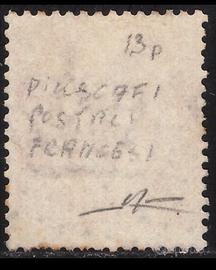 13p
PIROSCAFI
POSTALI
FRANCESI